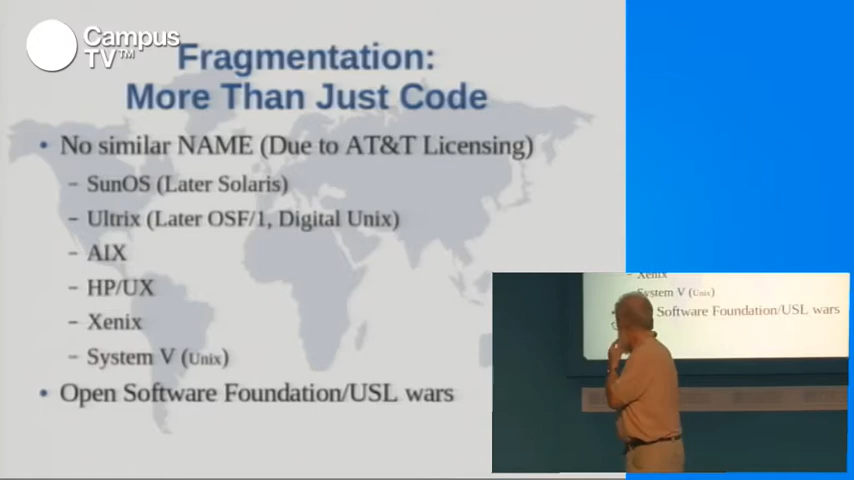 Campus
TV™
Fragmentation:
More Than Just Code
• No similar NAME (Due to AT&T Licensing)
– SunOS (Later Solaris)
– Ultrix (Later OSF/1, Digital Unix)
– AIX
– HP/UX
– Xenix
– System V (Unix)
• Open Software Foundation/USL wars
Xenix
System V (Unix)
Software Foundation/USL wars